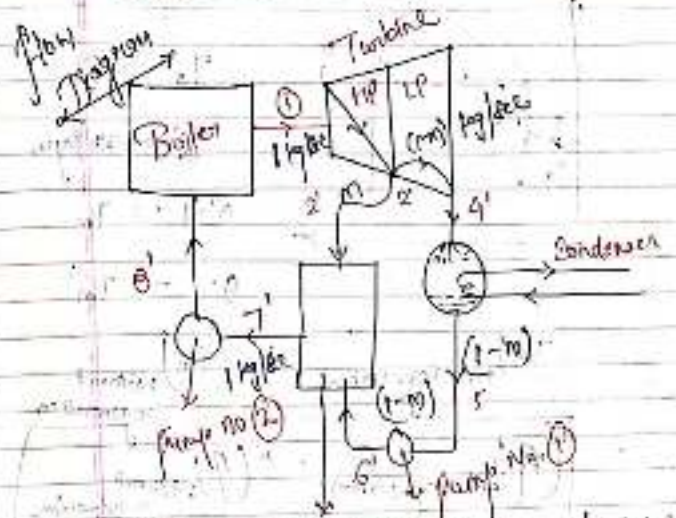 flow
Diagram
Turbine
Boiler
①
1 kg/sec
HP LP
(1-m)
kg/sec
2'
m
2'
4'
Condenser
8'
7'
1 kg/sec
(1-m)
(1-m)
5
6'
Pump no ②
Pump No. ①